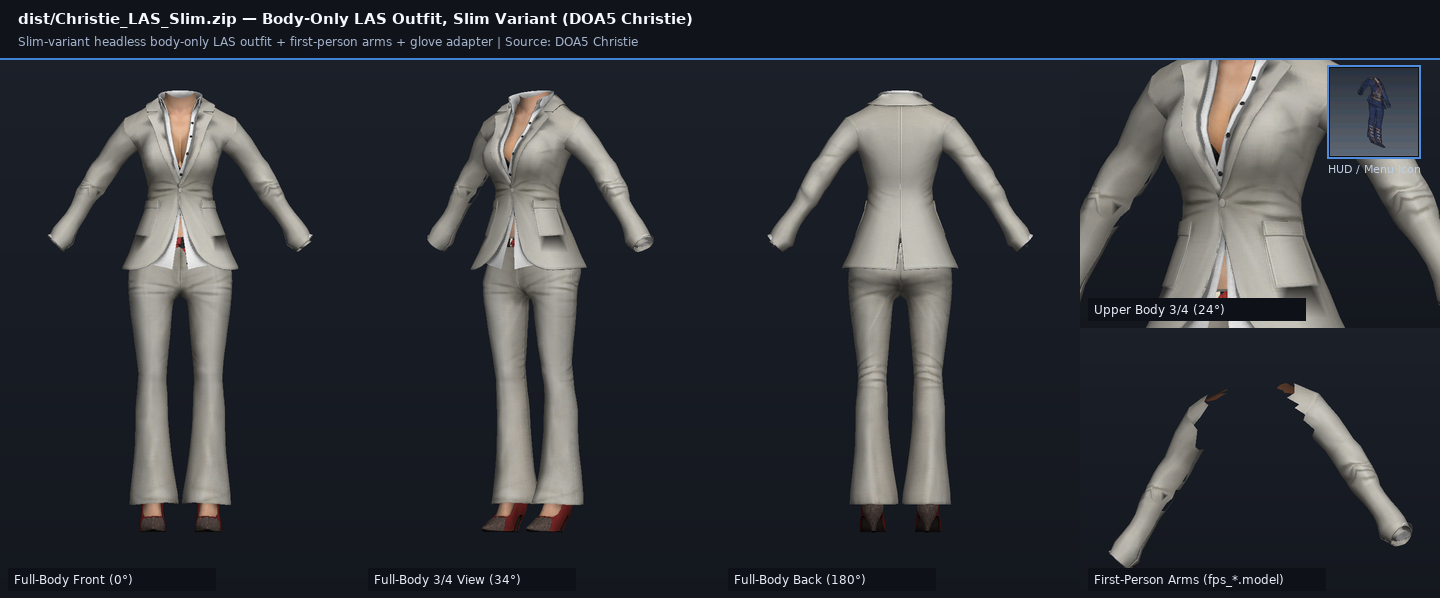 dist/Christie_LAS_Slim.zip — Body-Only LAS Outfit, Slim Variant (DOA5 Christie)
Slim-variant headless body-only LAS outfit + first-person arms + glove adapter | Source: DOA5 Christie
HUD / Menu Icon
Upper Body 3/4 (24°)
Full-Body Front (0°)
Full-Body 3/4 View (34°)
Full-Body Back (180°)
First-Person Arms (fps_*.model)